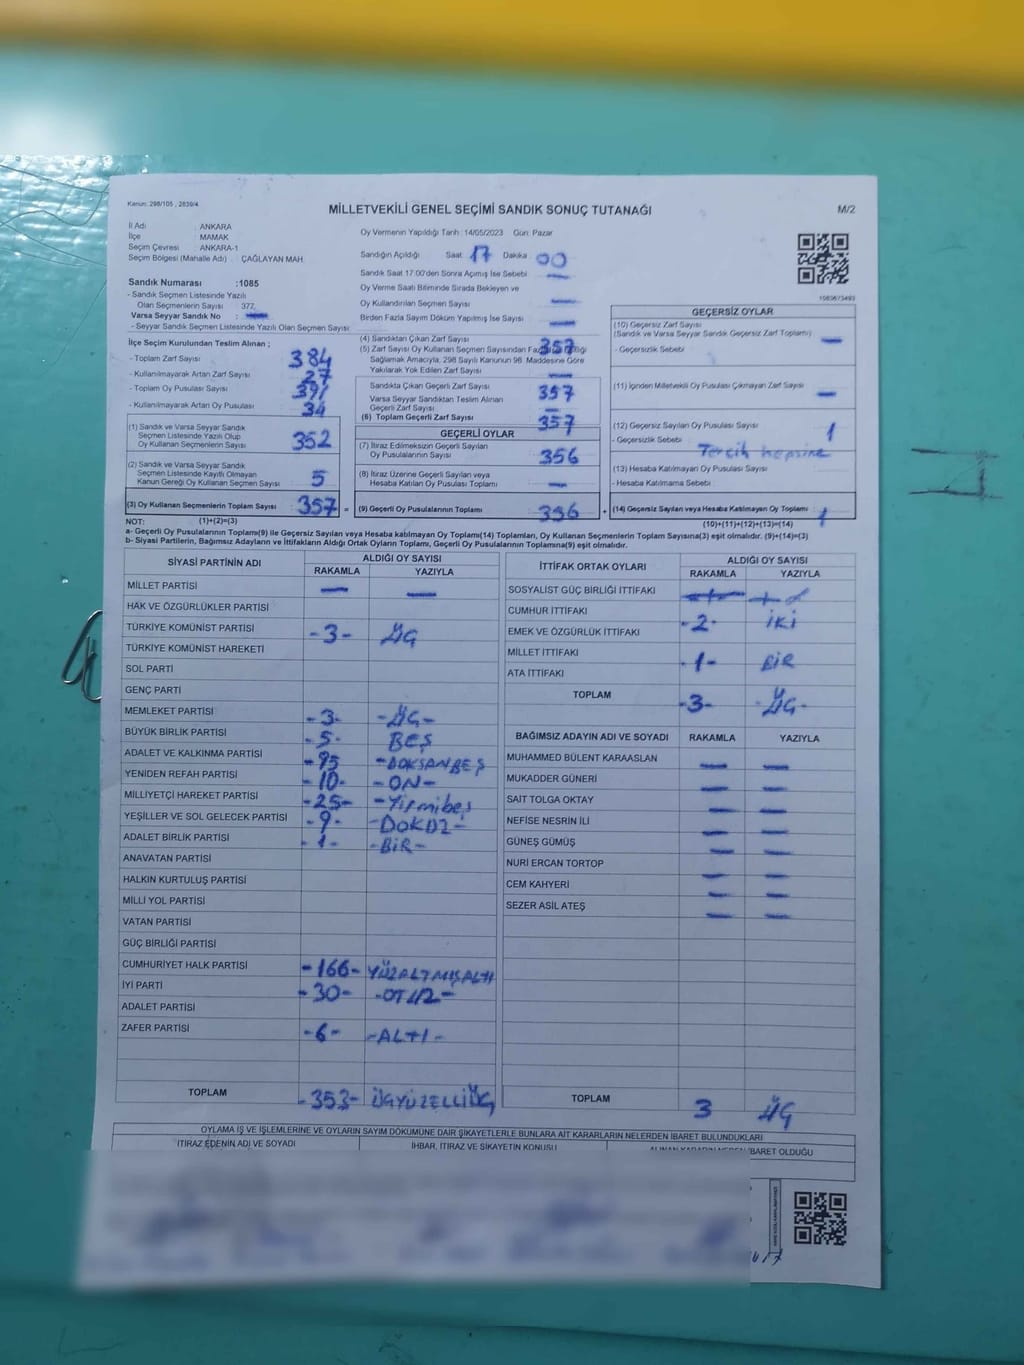 Kanun: 298/105 , 2839/4
MİLLETVEKİLİ GENEL SEÇİMİ SANDIK SONUÇ TUTANAĞI
M/2
İl Adı ANKARA
İlçe MAMAK
Seçim Çevresi ANKARA-1
Seçim Bölgesi (Mahalle Adı) ÇAĞLAYAN MAH.
Sandık Numarası :1085
- Sandık Seçmen Listesinde Yazılı
Olan Seçmenlerin Sayısı 377
Varsa Seyyar Sandık No : —
- Seyyar Sandık Seçmen Listesinde Yazılı Olan Seçmen Sayısı
İlçe Seçim Kurulundan Teslim Alınan ;
- Toplam Zarf Sayısı 384
- Kullanılmayarak Artan Zarf Sayısı 27
- Toplam Oy Pusulası Sayısı 391
- Kullanılmayarak Artan Oy Pusulası 34
(1) Sandık ve Varsa Seyyar Sandık
Seçmen Listesinde Yazılı Olup
Oy Kullanan Seçmenlerin Sayısı 352
(2) Sandık ve Varsa Seyyar Sandık
Seçmen Listesinde Kayıtlı Olmayan
Kanun Gereği Oy Kullanan Seçmen Sayısı 5
(3) Oy Kullanan Seçmenlerin Toplam Sayısı 357 =
Oy Vermenin Yapıldığı Tarih: 14/05/2023 Gün: Pazar
Sandığın Açıldığı Saat 17 Dakika 00
Sandık Saat 17.00'den Sonra Açılmış İse Sebebi —
Oy Verme Saati Bitiminde Sırada Bekleyen ve
Oy Kullandırılan Seçmen Sayısı —
Birden Fazla Sayım Döküm Yapılmış İse Sayısı —
(4) Sandıktan Çıkan Zarf Sayısı 357
(5) Zarf Sayısı Oy Kullanan Seçmen Sayısından
Sağlamak Amacıyla, 298 Sayılı Kanunun 98. Maddesine Göre
Yakılarak Yok Edilen Zarf Sayısı
Sandıkta Çıkan Geçerli Zarf Sayısı 357
Varsa Seyyar Sandıktan Teslim Alınan
Geçerli Zarf Sayısı —
(6) Toplam Geçerli Zarf Sayısı 357
GEÇERLİ OYLAR
(7) İtiraz Edilmeksizin Geçerli Sayılan
Oy Pusulalarının Sayısı 356
(8) İtiraz Üzerine Geçerli Sayılan veya
Hesaba Katılan Oy Pusulası Toplamı —
(9) Geçerli Oy Pusulalarının Toplamı 356 +
1083673493
GEÇERSİZ OYLAR
(10) Geçersiz Zarf Sayısı
(Sandık ve Varsa Seyyar Sandık Geçersiz Zarf Toplamı) —
- Geçersizlik Sebebi
(11) İçinden Milletvekili Oy Pusulası Çıkmayan Zarf Sayısı —
(12) Geçersiz Sayılan Oy Pusulası Sayısı 1
- Geçersizlik Sebebi Tercih hepsine
(13) Hesaba Katılmayan Oy Pusulası Sayısı
- Hesaba Katılmama Sebebi
(14) Geçersiz Sayılan veya Hesaba Katılmayan Oy Toplamı 1
NOT: (1)+(2)=(3) (10)+(11)+(12)+(13)=(14)
a- Geçerli Oy Pusulalarının Toplamı(9) ile Geçersiz Sayılan veya Hesaba katılmayan Oy Toplamı(14) Toplamları, Oy Kullanan Seçmenlerin Toplam Sayısına(3) eşit olmalıdır. (9)+(14)=(3)
b- Siyasi Partilerin, Bağımsız Adayların ve İttifakların Aldığı Ortak Oyların Toplamı, Geçerli Oy Pusulalarının Toplamına(9) eşit olmalıdır.
SİYASİ PARTİNİN ADI ALDIĞI OY SAYISI
RAKAMLA YAZIYLA
MİLLET PARTİSİ — —
HAK VE ÖZGÜRLÜKLER PARTİSİ
TÜRKİYE KOMÜNİST PARTİSİ -3- ÜÇ
TÜRKİYE KOMÜNİST HAREKETİ
SOL PARTİ
GENÇ PARTİ
MEMLEKET PARTİSİ -3- -ÜÇ-
BÜYÜK BİRLİK PARTİSİ -5- BEŞ
ADALET VE KALKINMA PARTİSİ -95 -DOKSANBEŞ
YENİDEN REFAH PARTİSİ -10- -ON-
MİLLİYETÇİ HAREKET PARTİSİ -25- -Yirmibeş
YEŞİLLER VE SOL GELECEK PARTİSİ -9- -DOKUZ-
ADALET BİRLİK PARTİSİ -1- -BİR-
ANAVATAN PARTİSİ
HALKIN KURTULUŞ PARTİSİ
MİLLİ YOL PARTİSİ
VATAN PARTİSİ
GÜÇ BİRLİĞİ PARTİSİ
CUMHURİYET HALK PARTİSİ -166- YÜZALTMIŞALTI
İYİ PARTİ -30- -OTUZ-
ADALET PARTİSİ
ZAFER PARTİSİ -6- -ALTI-
TOPLAM -353- ÜÇYÜZELLİÜÇ
İTTİFAK ORTAK OYLARI ALDIĞI OY SAYISI
RAKAMLA YAZIYLA
SOSYALİST GÜÇ BİRLİĞİ İTTİFAKI
CUMHUR İTTİFAKI -2- İKİ
EMEK VE ÖZGÜRLÜK İTTİFAKI
MİLLET İTTİFAKI -1- BİR
ATA İTTİFAKI
TOPLAM -3- -ÜÇ-
BAĞIMSIZ ADAYIN ADI VE SOYADI RAKAMLA YAZIYLA
MUHAMMED BÜLENT KARAASLAN — —
MUKADDER GÜNERİ — —
SAİT TOLGA OKTAY — —
NEFİSE NESRİN İLİ — —
GÜNEŞ GÜMÜŞ — —
NURİ ERCAN TORTOP — —
CEM KAHYERİ — —
SEZER ASİL ATEŞ — —
TOPLAM 3 ÜÇ
OYLAMA İŞ VE İŞLEMLERİNE VE OYLARIN SAYIM DÖKÜMÜNE DAİR ŞİKAYETLERLE BUNLARA AİT KARARLARIN NELERDEN İBARET BULUNDUKLARI
İTİRAZ EDENİN ADI VE SOYADI İHBAR, İTİRAZ VE ŞİKAYETİN KONUSU ALINAN KARARIN NEDEN İBARET OLDUĞU